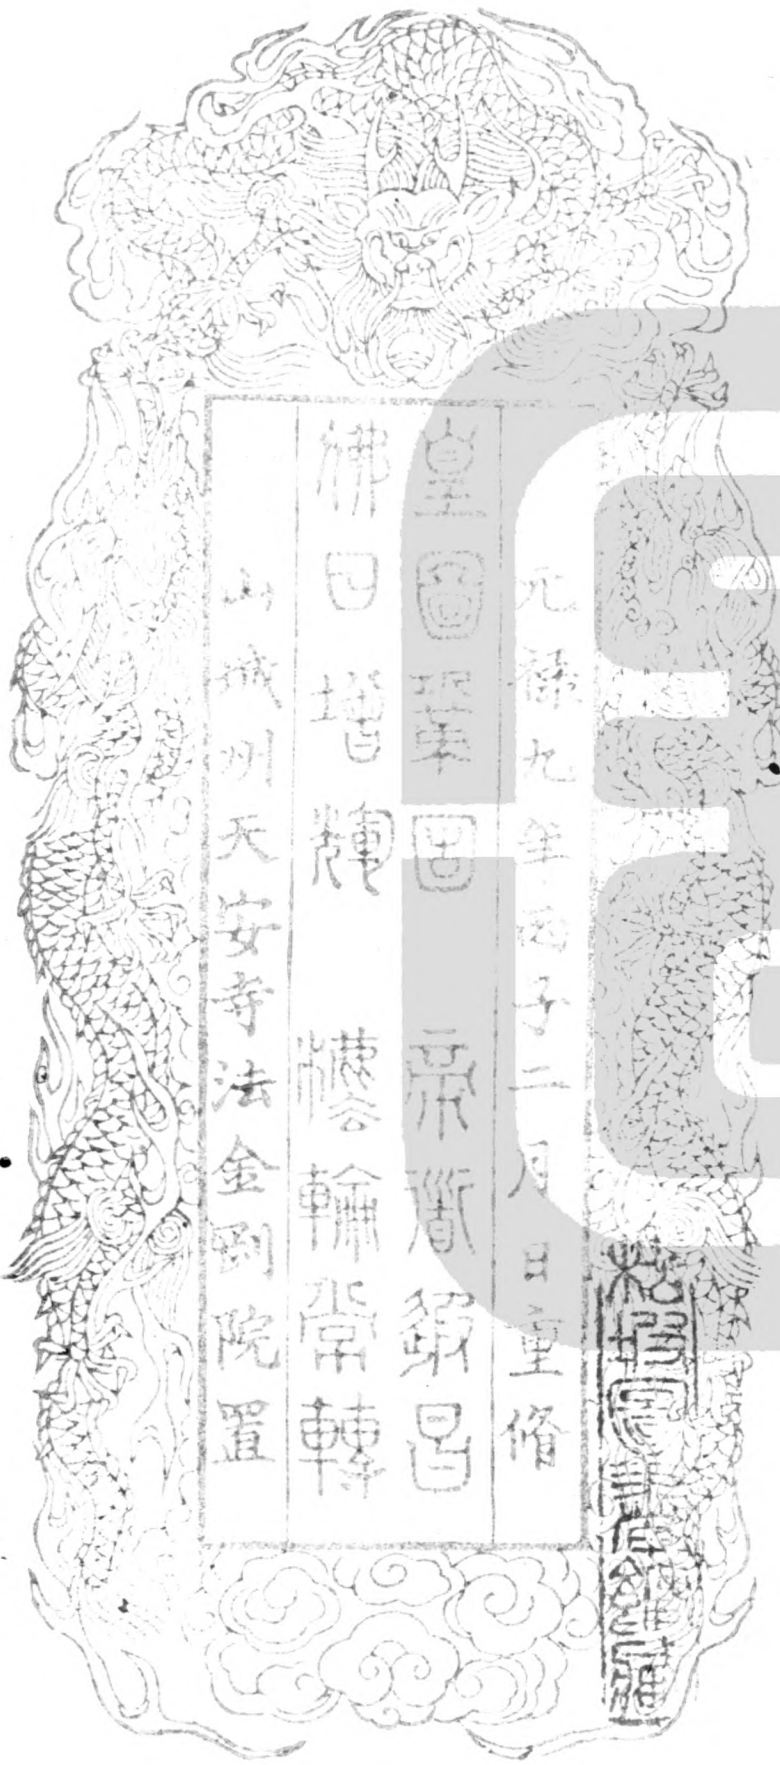 元祿九年丙子二月 日重脩
皇圖鞏固 帝道遐昌
佛日增輝 法輪常轉
山城州天安寺法金剛院置